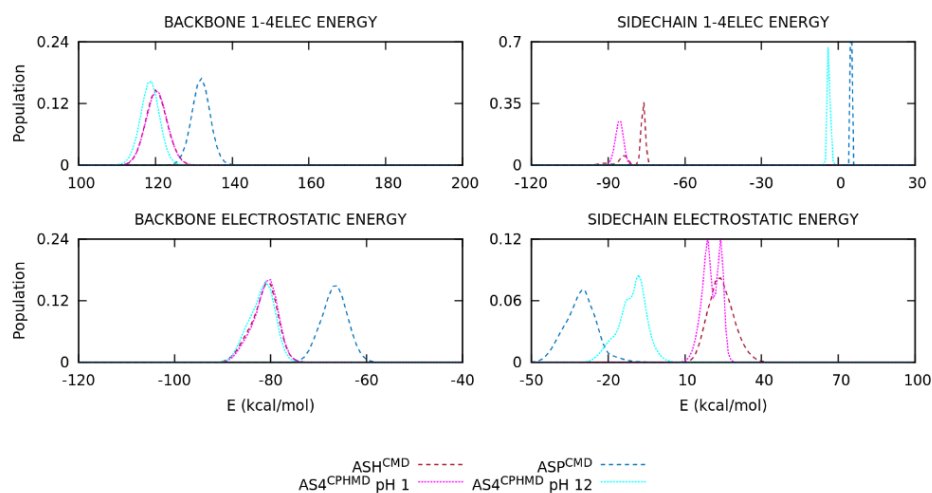 BACKBONE 1-4ELEC ENERGY
SIDECHAIN 1-4ELEC ENERGY
Population
0.24
0.12
0
100 120 140 160 180 200
0.7
0.35
0
-120 -90 -60 -30 0 30
BACKBONE ELECTROSTATIC ENERGY
SIDECHAIN ELECTROSTATIC ENERGY
Population
0.24
0.12
0
-120 -100 -80 -60 -40
E (kcal/mol)
0.12
0.06
0
-50 -20 10 40 70 100
E (kcal/mol)
ASH^CMD ASP^CMD
AS4^CPHMD pH 1 AS4^CPHMD pH 12